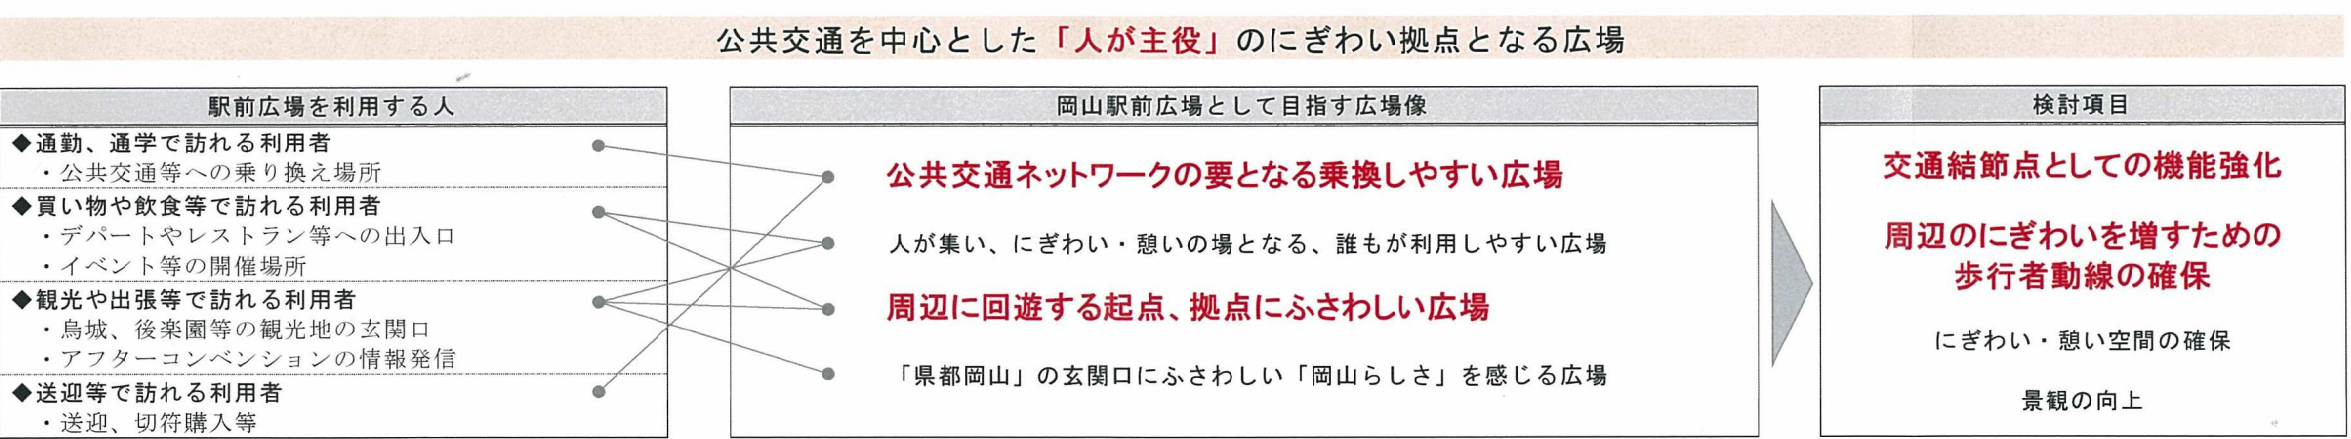 公共交通を中心とした「人が主役」のにぎわい拠点となる広場
駅前広場を利用する人
◆通勤、通学で訪れる利用者
・公共交通等への乗り換え場所
◆買い物や飲食等で訪れる利用者
・デパートやレストラン等への出入口
・イベント等の開催場所
◆観光や出張等で訪れる利用者
・烏城、後楽園等の観光地の玄関口
・アフターコンベンションの情報発信
◆送迎等で訪れる利用者
・送迎、切符購入等
岡山駅前広場として目指す広場像
公共交通ネットワークの要となる乗換しやすい広場
人が集い、にぎわい・憩いの場となる、誰もが利用しやすい広場
周辺に回遊する起点、拠点にふさわしい広場
「県都岡山」の玄関口にふさわしい「岡山らしさ」を感じる広場
検討項目
交通結節点としての機能強化
周辺のにぎわいを増すための
歩行者動線の確保
にぎわい・憩い空間の確保
景観の向上